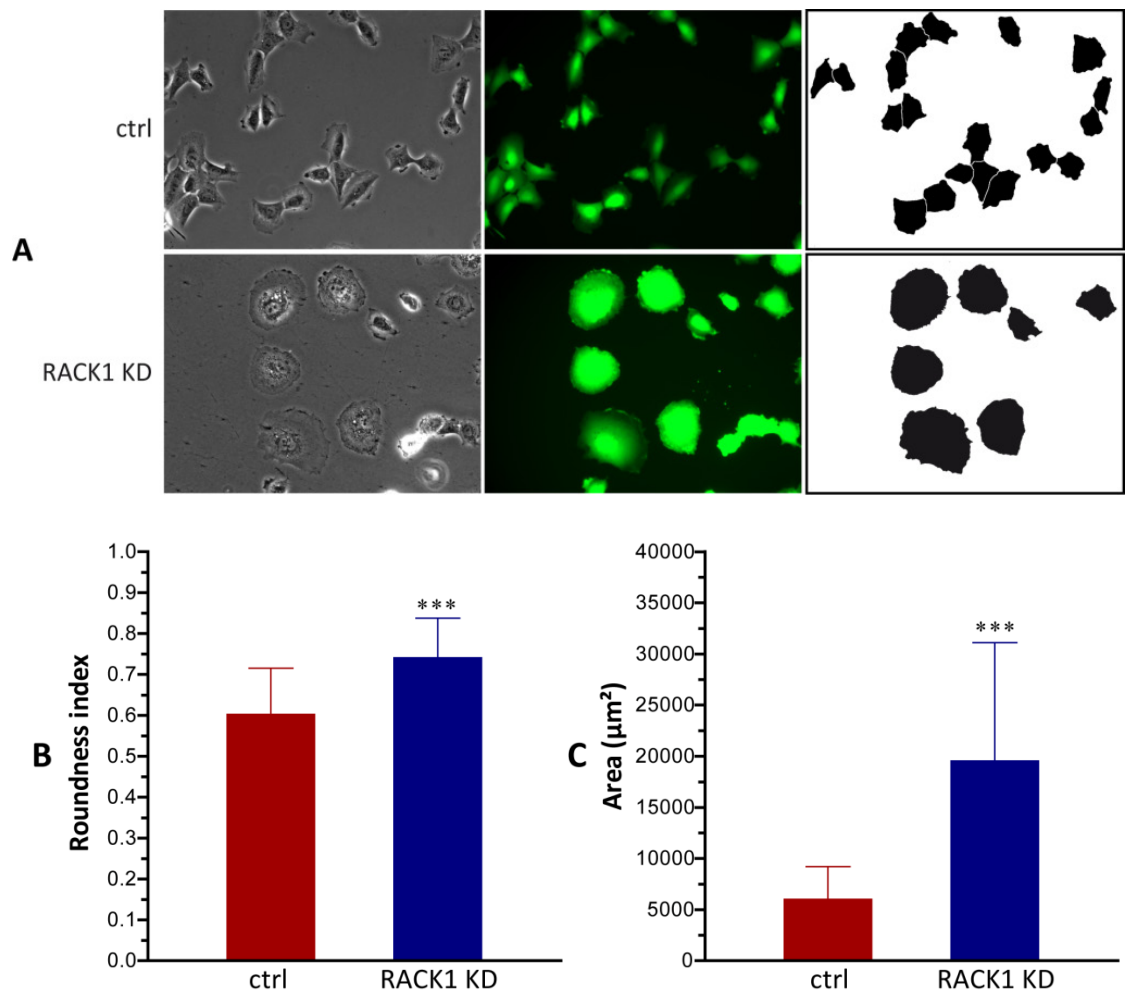 ctrl
A
RACK1 KD
B
Roundness index
1.0
0.9
0.8
0.7
0.6
0.5
0.4
0.3
0.2
0.1
0.0
***
ctrl
RACK1 KD
C
Area (µm²)
40000
35000
30000
25000
20000
15000
10000
5000
0
***
ctrl
RACK1 KD